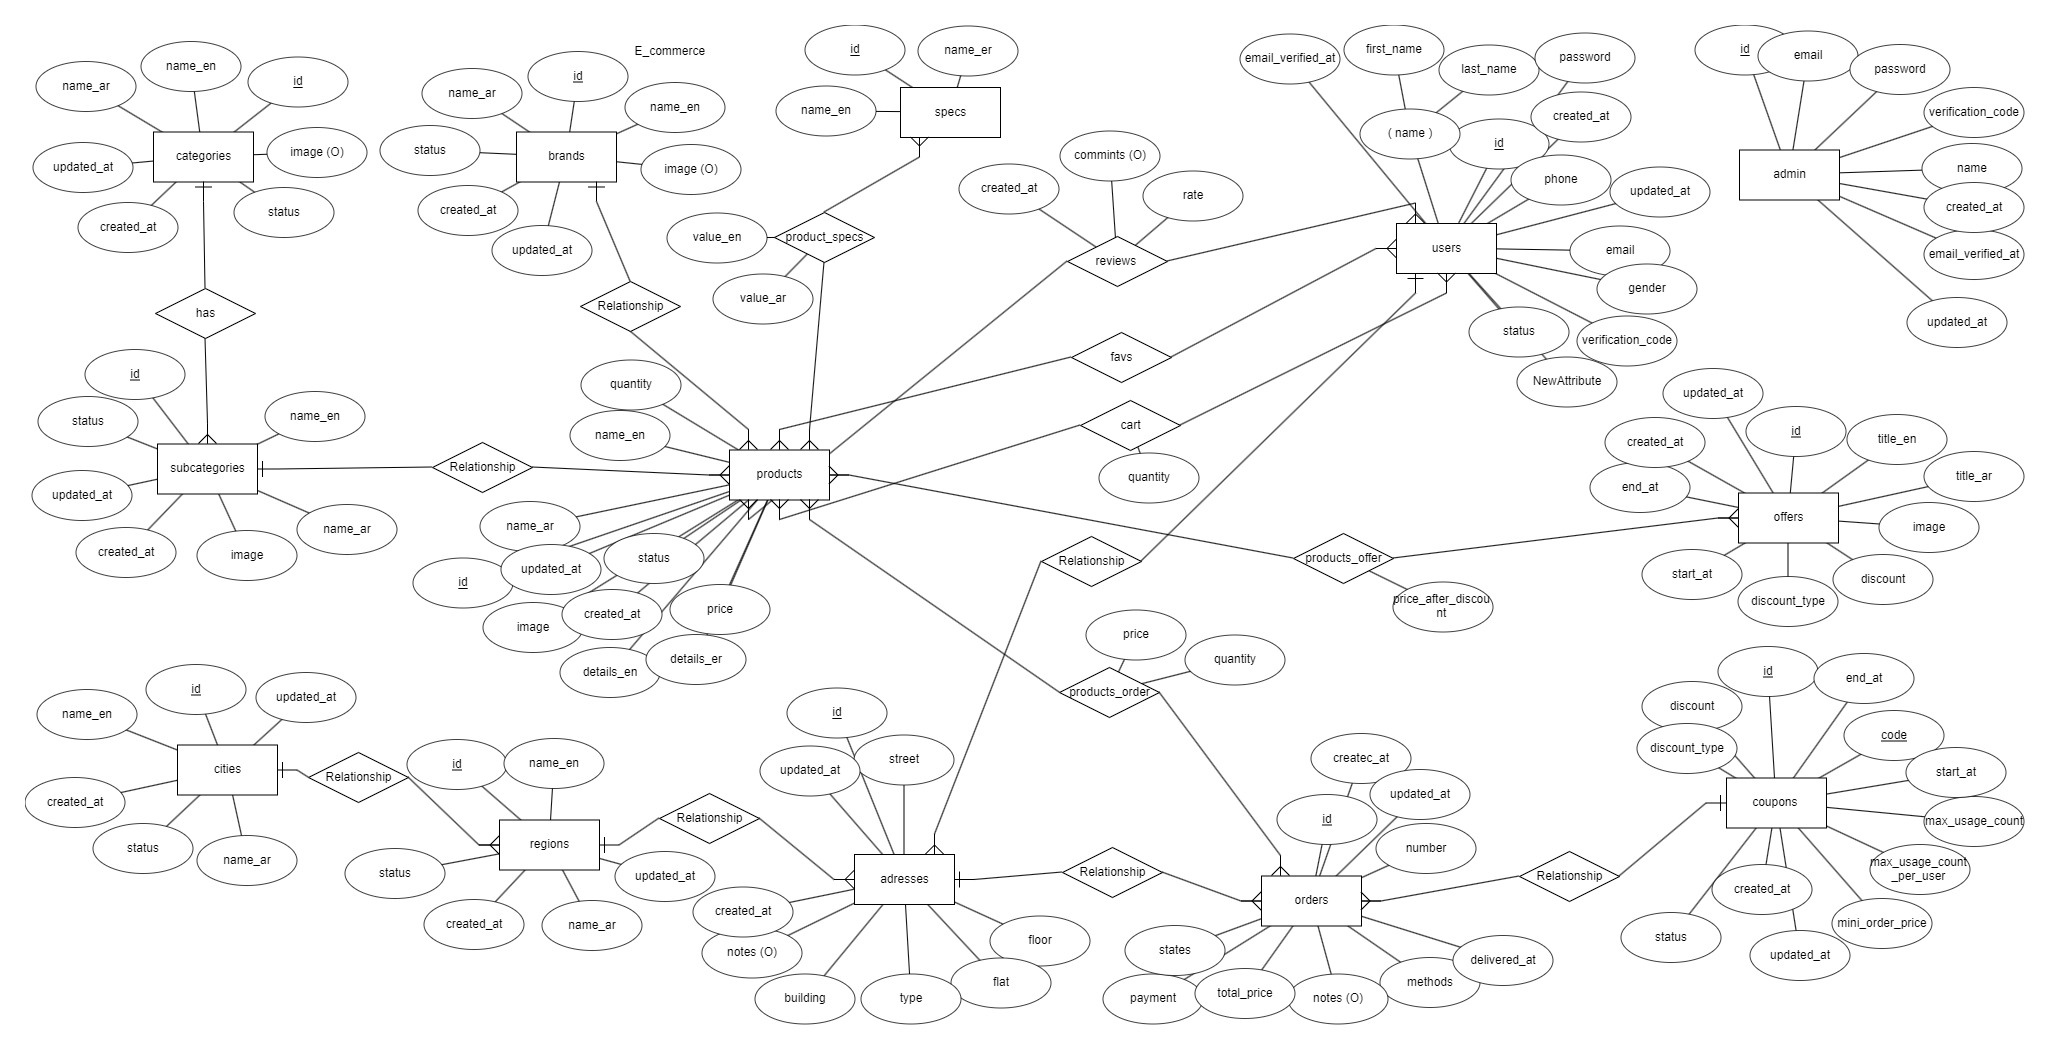 E_commerce
name_ar
name_en
id
categories
image (O)
updated_at
created_at
status
has
name_ar
id
name_en
status
brands
image (O)
created_at
updated_at
Relationship
id
name_er
name_en
specs
value_en
product_specs
value_ar
created_at
commints (O)
rate
reviews
favs
cart
quantity
email_verified_at
first_name
last_name
password
( name )
id
created_at
phone
updated_at
users
email
gender
status
verification_code
NewAttribute
id
email
password
verification_code
admin
name
created_at
email_verified_at
updated_at
id
status
name_en
subcategories
updated_at
created_at
image
name_ar
Relationship
quantity
name_en
products
name_ar
id
updated_at
status
image
created_at
price
details_en
details_er
Relationship
products_offer
price_after_discou
nt
updated_at
created_at
id
title_en
end_at
title_ar
offers
image
start_at
discount_type
discount
price
quantity
products_order
name_en
id
updated_at
cities
created_at
status
name_ar
Relationship
id
name_en
regions
status
updated_at
created_at
name_ar
Relationship
id
updated_at
street
adresses
created_at
notes (O)
building
type
flat
floor
Relationship
createc_at
id
updated_at
number
orders
states
payment
total_price
notes (O)
methods
delivered_at
Relationship
id
end_at
discount
discount_type
code
start_at
coupons
max_usage_count
max_usage_count
_per_user
created_at
mini_order_price
status
updated_at